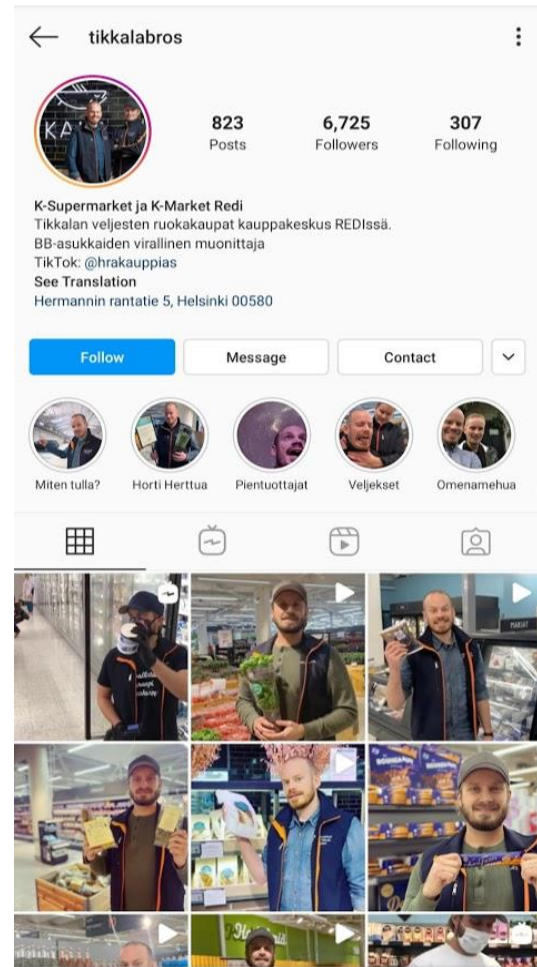 tikkalabros
823
Posts
6,725
Followers
307
Following
K-Supermarket ja K-Market Redi
Tikkalan veljesten ruokakaupat kauppakeskus REDIssä.
BB-asukkaiden virallinen muonittaja
TikTok: @hrakauppias
See Translation
Hermannin rantatie 5, Helsinki 00580
Follow
Message
Contact
Miten tulla?
Horti Herttua
Pientuottajat
Veljekset
Omenamehua
MARJAT